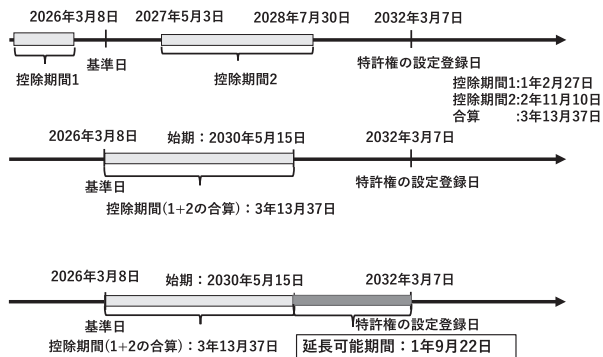 2026年3月8日 2027年5月3日 2028年7月30日 2032年3月7日
控除期間1 基準日 控除期間2 特許権の設定登録日
控除期間1:1年2月27日
控除期間2:2年11月10日
合算 :3年13月37日
2026年3月8日 始期：2030年5月15日 2032年3月7日
基準日 特許権の設定登録日
控除期間(1+2の合算)：3年13月37日
2026年3月8日 始期：2030年5月15日 2032年3月7日
基準日 特許権の設定登録日
控除期間(1+2の合算)：3年13月37日 延長可能期間：1年9月22日